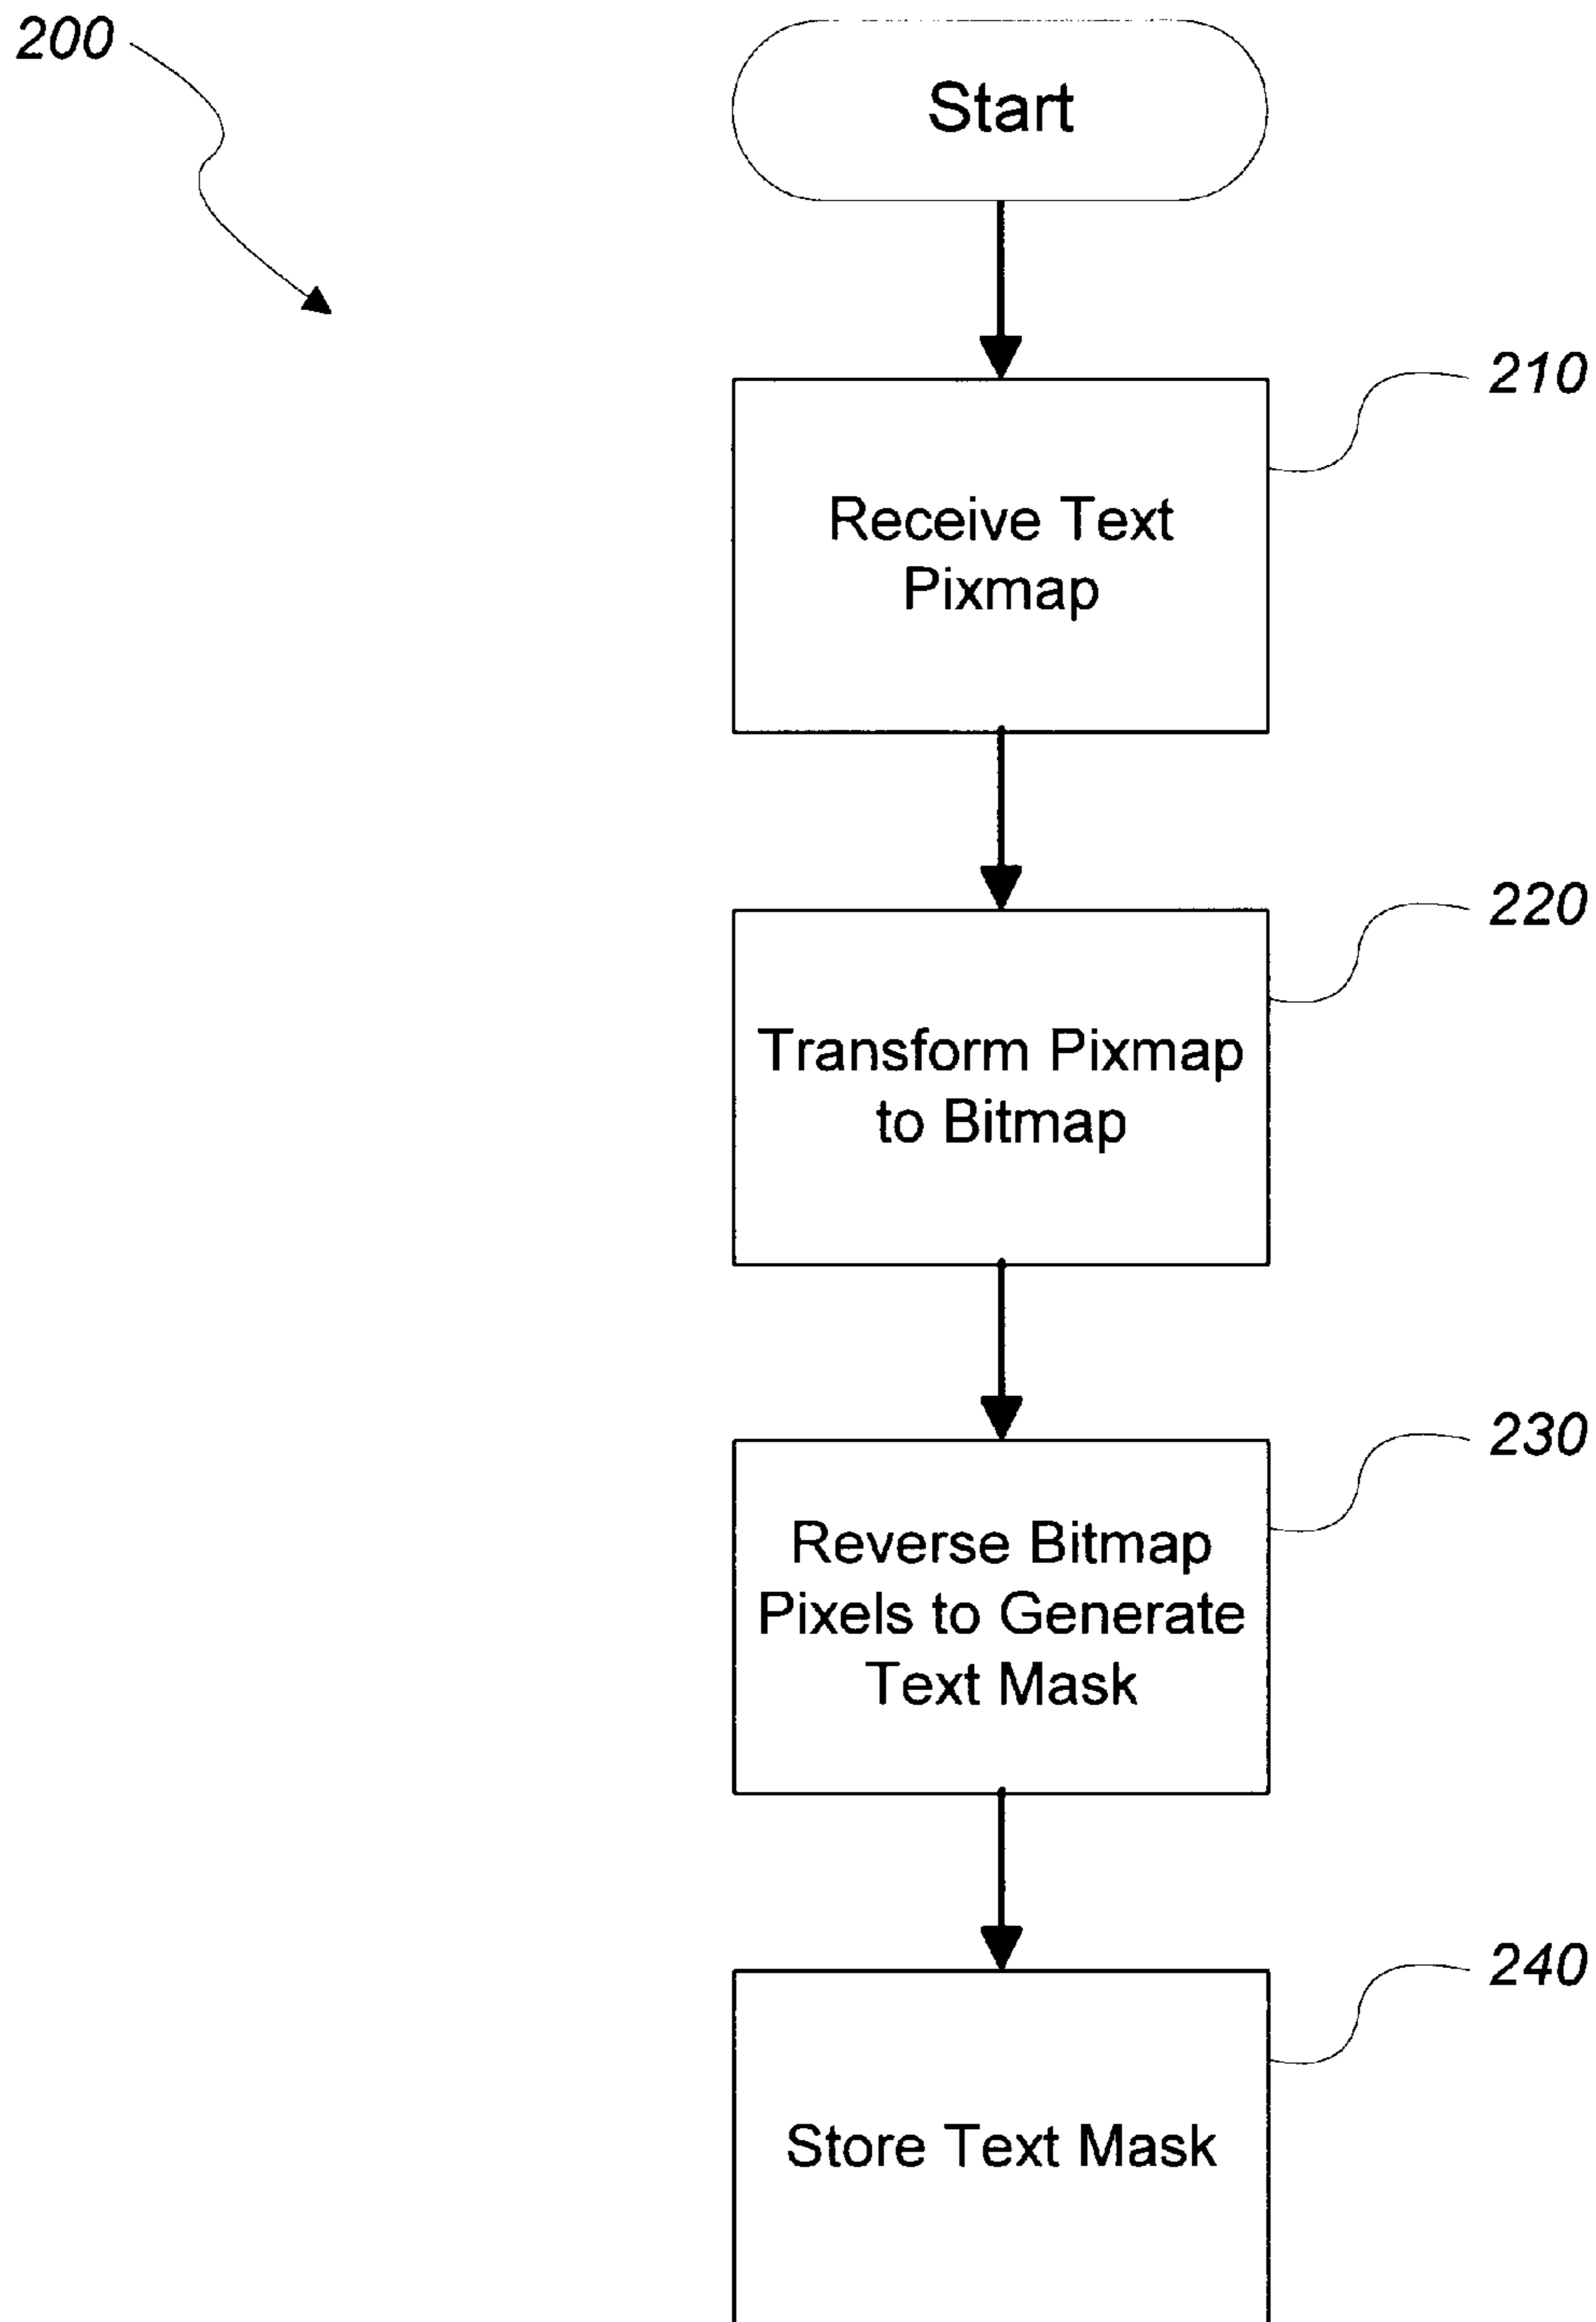 200
Start
210
Receive Text
Pixmap
220
Transform Pixmap
to Bitmap
230
Reverse Bitmap
Pixels to Generate
Text Mask
240
Store Text Mask